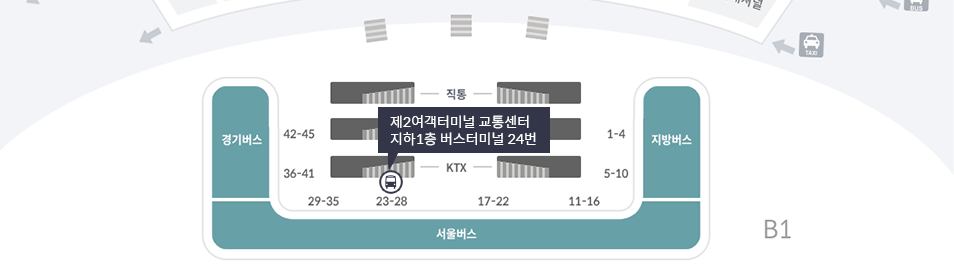 BUS
TAXI
직통
제2여객터미널 교통센터
지하1층 버스터미널 24번
경기버스
42-45
1-4
지방버스
36-41
KTX
5-10
29-35
23-28
17-22
11-16
서울버스
B1